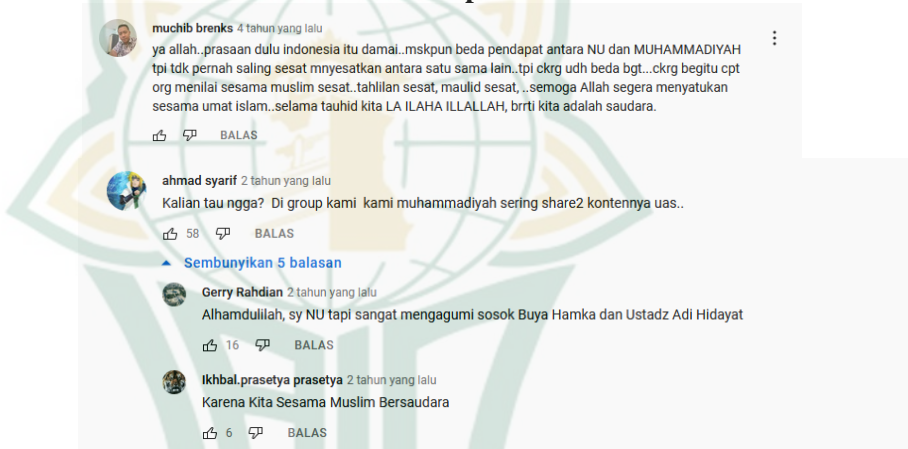 muchib brenks 4 tahun yang lalu
ya allah..prasaan dulu indonesia itu damai..mskpun beda pendapat antara NU dan MUHAMMADIYAH
tpi tdk pernah saling sesat mnyesatkan antara satu sama lain..tpi ckrg udh beda bgt...ckrg begitu cpt
org menilai sesama muslim sesat..tahlilan sesat, maulid sesat, ..semoga Allah segera menyatukan
sesama umat islam..selama tauhid kita LA ILAHA ILLALLAH, brrti kita adalah saudara.
BALAS
ahmad syarif 2 tahun yang lalu
Kalian tau ngga? Di group kami kami muhammadiyah sering share2 kontennya uas..
58 BALAS
Sembunyikan 5 balasan
Gerry Rahdian 2 tahun yang lalu
Alhamdulilah, sy NU tapi sangat mengagumi sosok Buya Hamka dan Ustadz Adi Hidayat
16 BALAS
Ikhbal.prasetya prasetya 2 tahun yang lalu
Karena Kita Sesama Muslim Bersaudara
6 BALAS